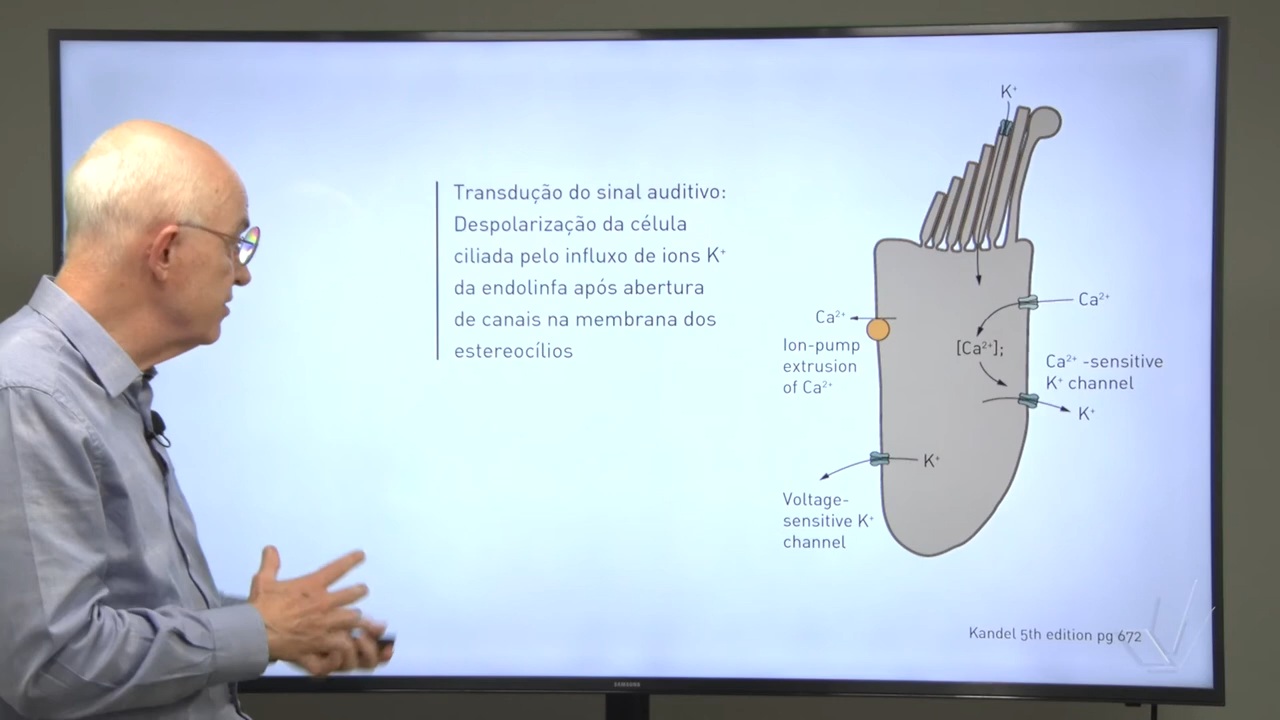 Transdução do sinal auditivo:
Despolarização da célula
ciliada pelo influxo de ions K⁺
da endolinfa após abertura
de canais na membrana dos
estereocílios
K⁺
Ca²⁺
Ca²⁺
Ion-pump
extrusion
of Ca²⁺
[Ca²⁺];
Ca²⁺ -sensitive
K⁺ channel
K⁺
K⁺
Voltage-
sensitive K⁺
channel
Kandel 5th edition pg 672
SAMSUNG